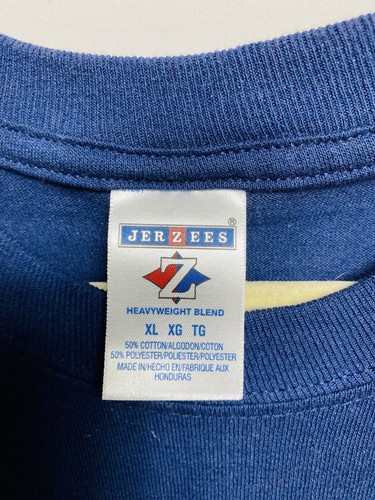 JERZEES®
Z
HEAVYWEIGHT BLEND
XL XG TG
50% COTTON/ALGODON/COTON
50% POLYESTER/POLIESTER/POLYESTER
MADE IN/HECHO EN/FABRIQUE AUX
HONDURAS